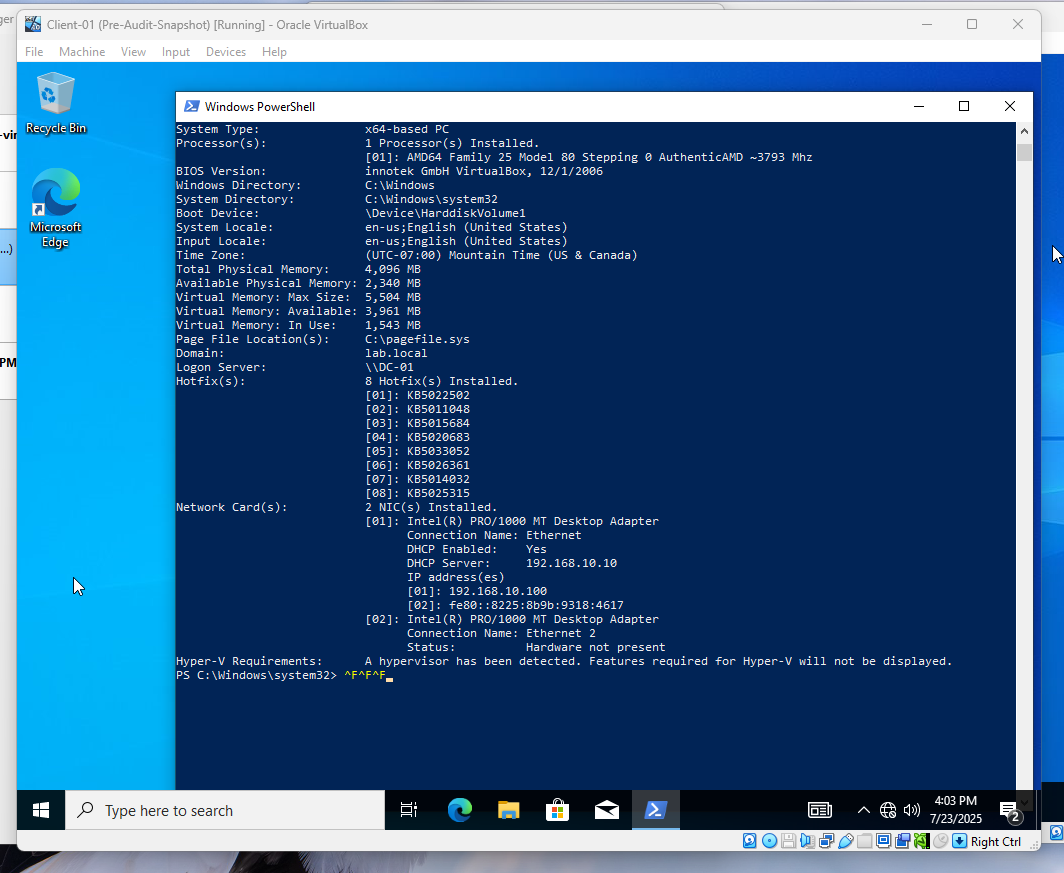 ger
Client-01 (Pre-Audit-Snapshot) [Running] - Oracle VirtualBox
File Machine View Input Devices Help
Recycle Bin
Microsoft
Edge
-vir
...)
PM
Windows PowerShell
System Type: x64-based PC
Processor(s): 1 Processor(s) Installed.
[01]: AMD64 Family 25 Model 80 Stepping 0 AuthenticAMD ~3793 Mhz
BIOS Version: innotek GmbH VirtualBox, 12/1/2006
Windows Directory: C:\Windows
System Directory: C:\Windows\system32
Boot Device: \Device\HarddiskVolume1
System Locale: en-us;English (United States)
Input Locale: en-us;English (United States)
Time Zone: (UTC-07:00) Mountain Time (US & Canada)
Total Physical Memory: 4,096 MB
Available Physical Memory: 2,340 MB
Virtual Memory: Max Size: 5,504 MB
Virtual Memory: Available: 3,961 MB
Virtual Memory: In Use: 1,543 MB
Page File Location(s): C:\pagefile.sys
Domain: lab.local
Logon Server: \\DC-01
Hotfix(s): 8 Hotfix(s) Installed.
[01]: KB5022502
[02]: KB5011048
[03]: KB5015684
[04]: KB5020683
[05]: KB5033052
[06]: KB5026361
[07]: KB5014032
[08]: KB5025315
Network Card(s): 2 NIC(s) Installed.
[01]: Intel(R) PRO/1000 MT Desktop Adapter
Connection Name: Ethernet
DHCP Enabled: Yes
DHCP Server: 192.168.10.10
IP address(es)
[01]: 192.168.10.100
[02]: fe80::8225:8b9b:9318:4617
[02]: Intel(R) PRO/1000 MT Desktop Adapter
Connection Name: Ethernet 2
Status: Hardware not present
Hyper-V Requirements: A hypervisor has been detected. Features required for Hyper-V will not be displayed.
PS C:\Windows\system32> ^F^F^F
Type here to search
4:03 PM
7/23/2025
2
Right Ctrl